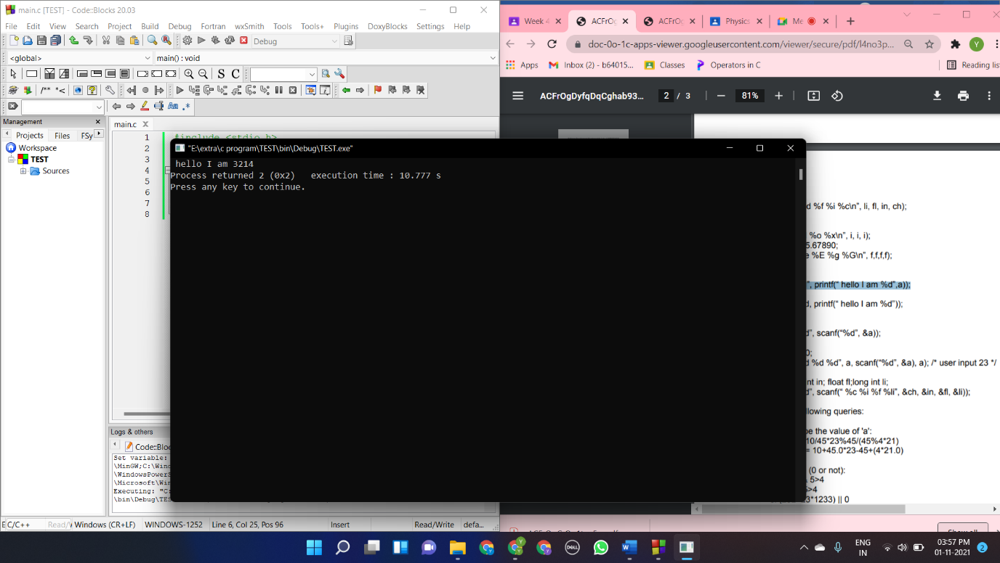 main.c [TEST] - Code::Blocks 20.03
File Edit View Search Project Build Debug Fortran wxSmith Tools Tools+ Plugins DoxyBlocks Settings Help
Debug
<global>
main() : void
S C
/** *<
Aa .*
Management
Projects Files FSy
Workspace
TEST
Sources
main.c X
1 #include <stdio.h>
2
3
4
5
6
7
8
"E:\extra\c program\TEST\bin\Debug\TEST.exe"
hello I am 3214
Process returned 2 (0x2) execution time : 10.777 s
Press any key to continue.
Logs & others
Code::Bloc
Set variable:
\MinGW;C:\Wind
\WindowsPowerS
\Microsoft\Win
Executing: "C:
\bin\Debug\TES
C/C++ Read/W Windows (CR+LF) WINDOWS-1252 Line 6, Col 25, Pos 96 Insert Read/Write defa...
Week 4 ACFrOg ACFrOg Physics Me
doc-0o-1c-apps-viewer.googleusercontent.com/viewer/secure/pdf/l4no3p...
Y
Apps Inbox (2) - b64015... Classes Operators in C Reading list
ACFrOgDyfqDqCghab93... 2 / 3 81%
d %f %i %c\n", li, fl, in, ch);
%o %x\n", i, i, i);
5.67890;
e %E %g %G\n", f,f,f,f);
", printf(" hello I am %d",a));
d, printf(" hello I am %d"));
d", scanf("%d", &a));
0;
d %d %d", a, scanf("%d", &a), a; /* user input 23 */
nt in; float fl;long int li;
d", scanf(" %c %i %f %li", &ch, &in, &fl, &li));
llowing queries:
be the value of 'a':
10/45*23%45/(45%4*21)
= 10+45.0*23-45+(4*21.0)
(0 or not):
5>4
>4
3*1233) || 0
Show all
ENG
IN
03:57 PM
01-11-2021
2